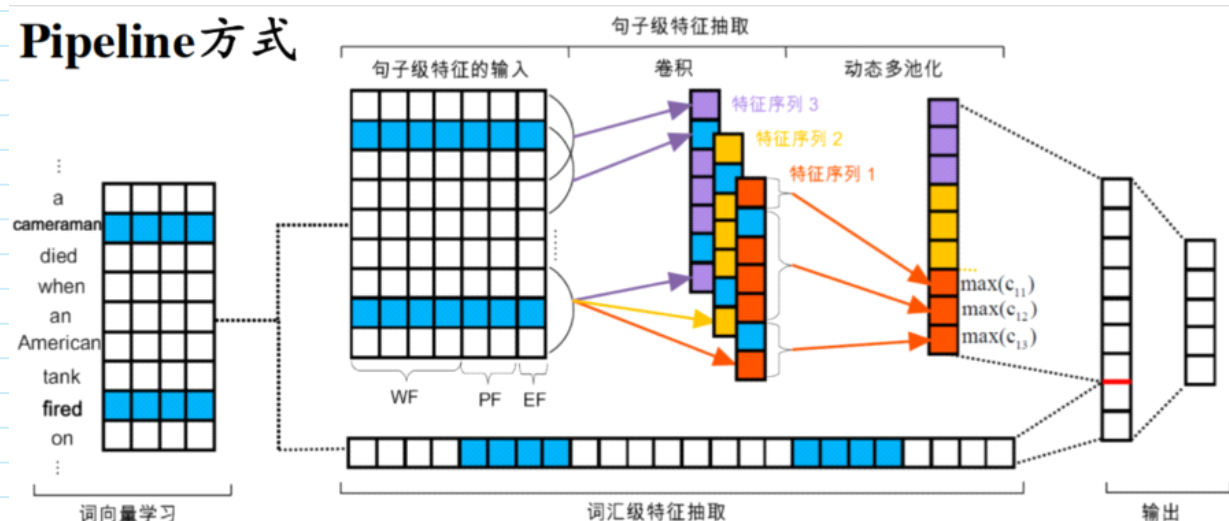 Pipeline方式
句子级特征抽取
句子级特征的输入
卷积
动态多池化
特征序列 3
特征序列 2
特征序列 1
⋮
a
cameraman
died
when
an
American
tank
fired
on
⋮
max(c₁₁)
max(c₁₂)
max(c₁₃)
WF
PF
EF
词向量学习
词汇级特征抽取
输出